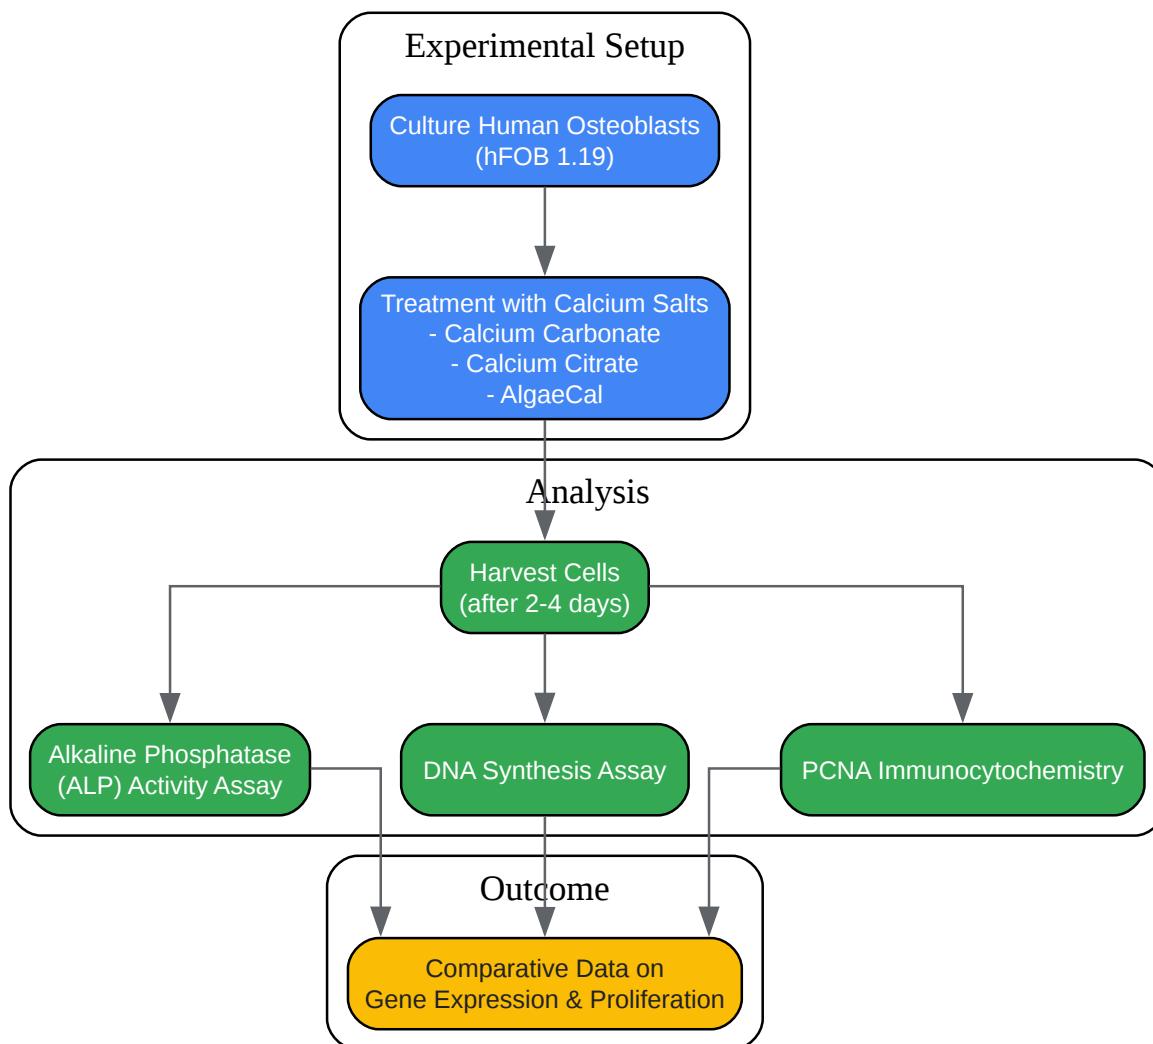 Experimental Setup
Culture Human Osteoblasts
(hFOB 1.19)
Treatment with Calcium Salts
- Calcium Carbonate
- Calcium Citrate
- AlgaeCal
Analysis
Harvest Cells
(after 2-4 days)
Alkaline Phosphatase
(ALP) Activity Assay
DNA Synthesis Assay
PCNA Immunocytochemistry
Outcome
Comparative Data on
Gene Expression & Proliferation